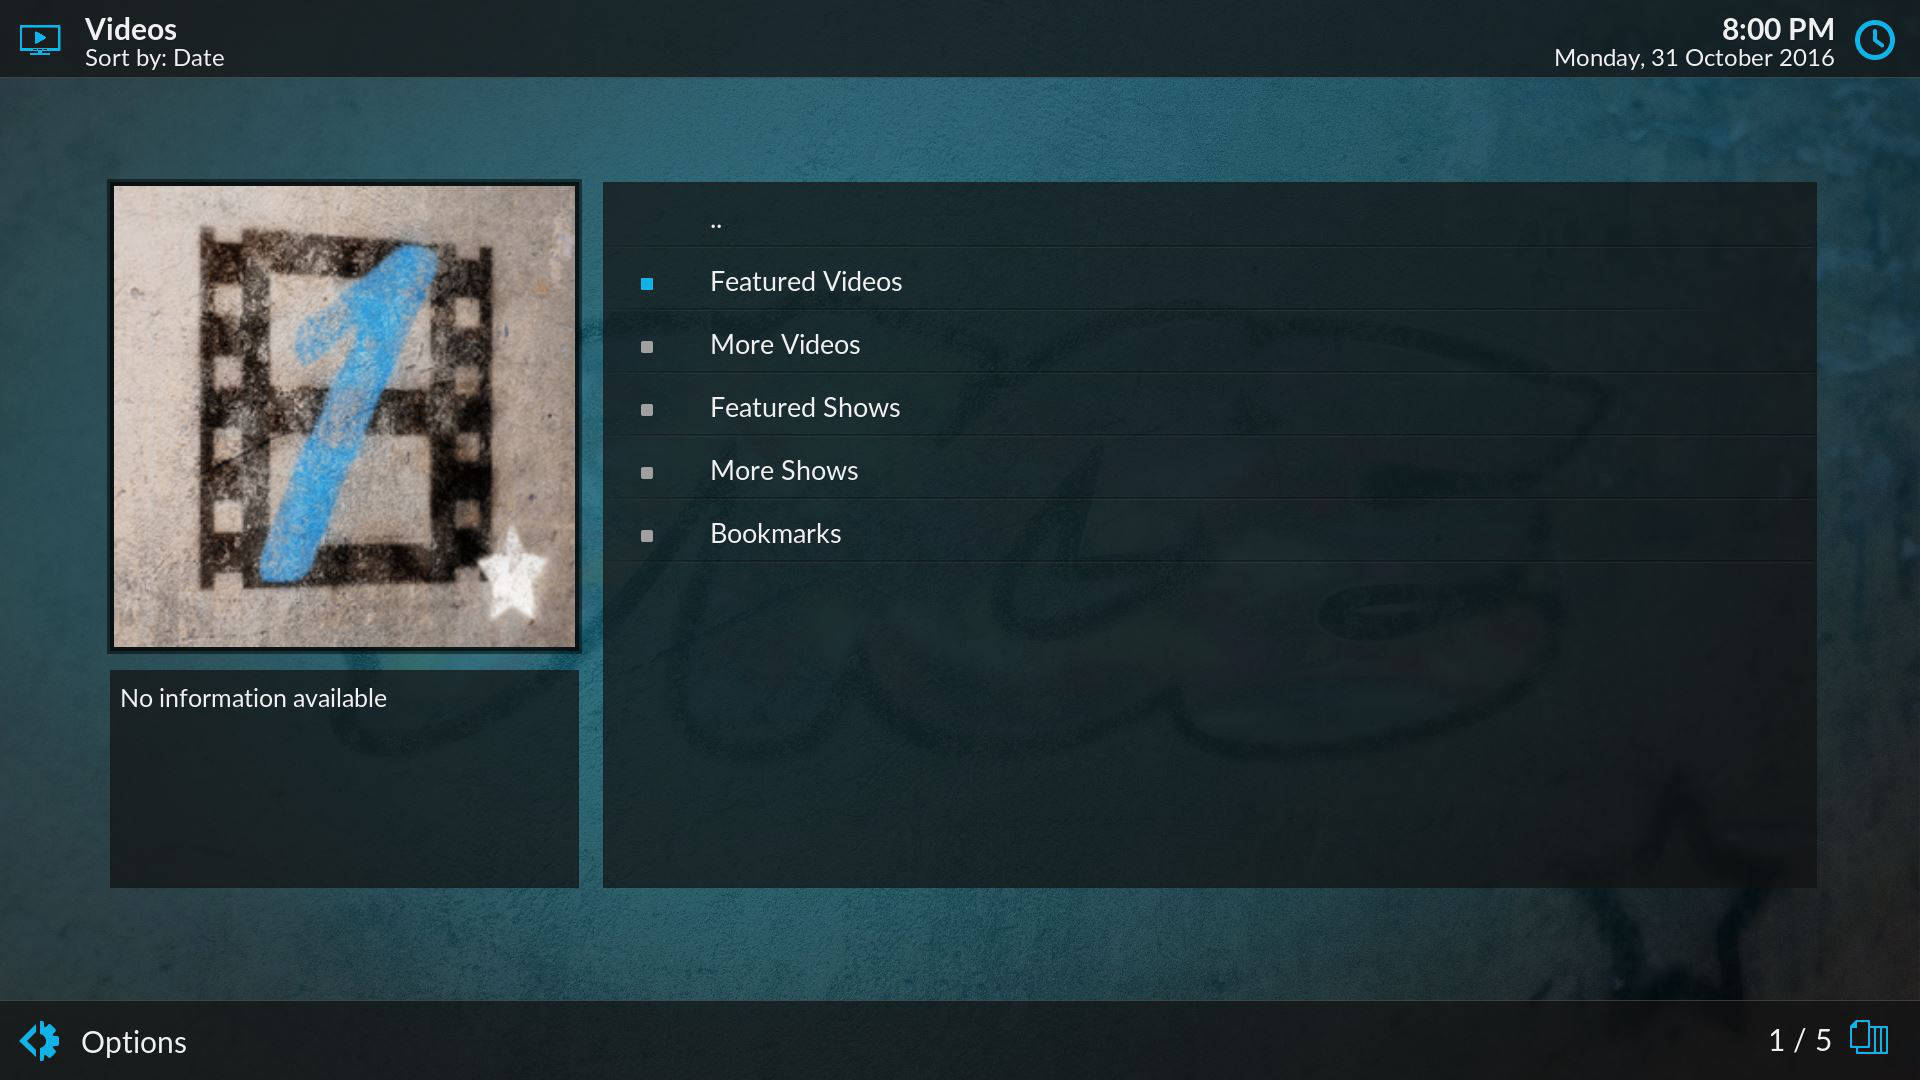 Videos
Sort by: Date
8:00 PM
Monday, 31 October 2016
..
Featured Videos
More Videos
Featured Shows
More Shows
Bookmarks
No information available
Options
1 / 5